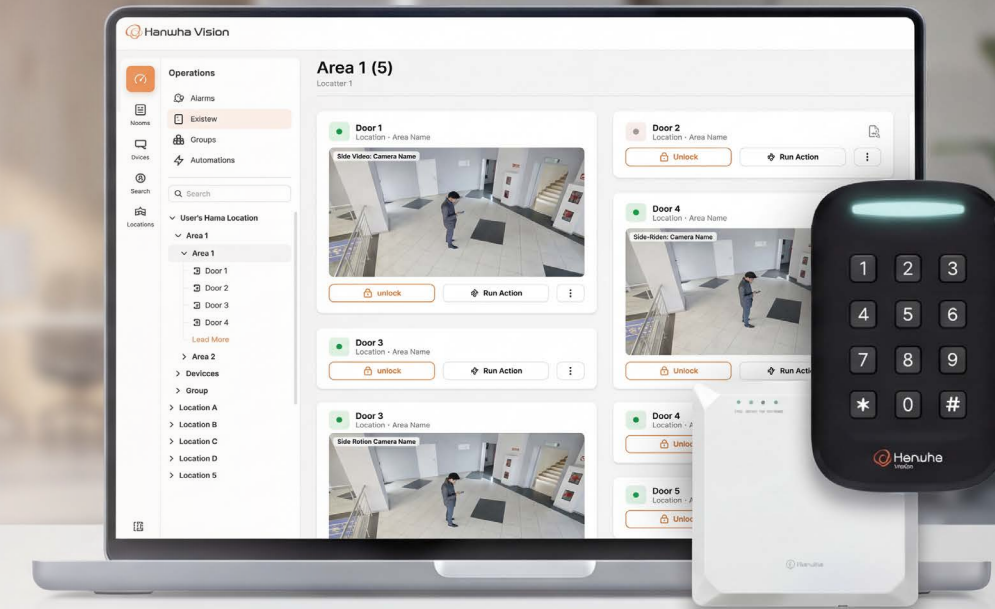 Hanwha Vision
Operations
Alarms
Existew
Groups
Automations
Search
Nooms
Dvices
Search
Locations
User's Hama Location
Area 1
Area 1
Door 1
Door 2
Door 3
Door 4
Lead More
Area 2
Devicces
Group
Location A
Location B
Location C
Location D
Location 5
Area 1 (5)
Locatter 1
Door 1
Location - Area Name
Side Video: Camera Name
unlock
Run Action
Door 2
Location - Area Name
Unlock
Run Action
Door 4
Location - Area Name
Side-Riden: Camera Name
Unlock
Run Acti
Door 3
Location - Area Name
unlock
Run Action
Door 3
Location - Area Name
Side Rotion Camera Name
Door 4
Location - A
Unloc
Door 5
Location - A
Unloc
1 2 3
4 5 6
7 8 9
* 0 #
Hanwha
Vision
Hanwha